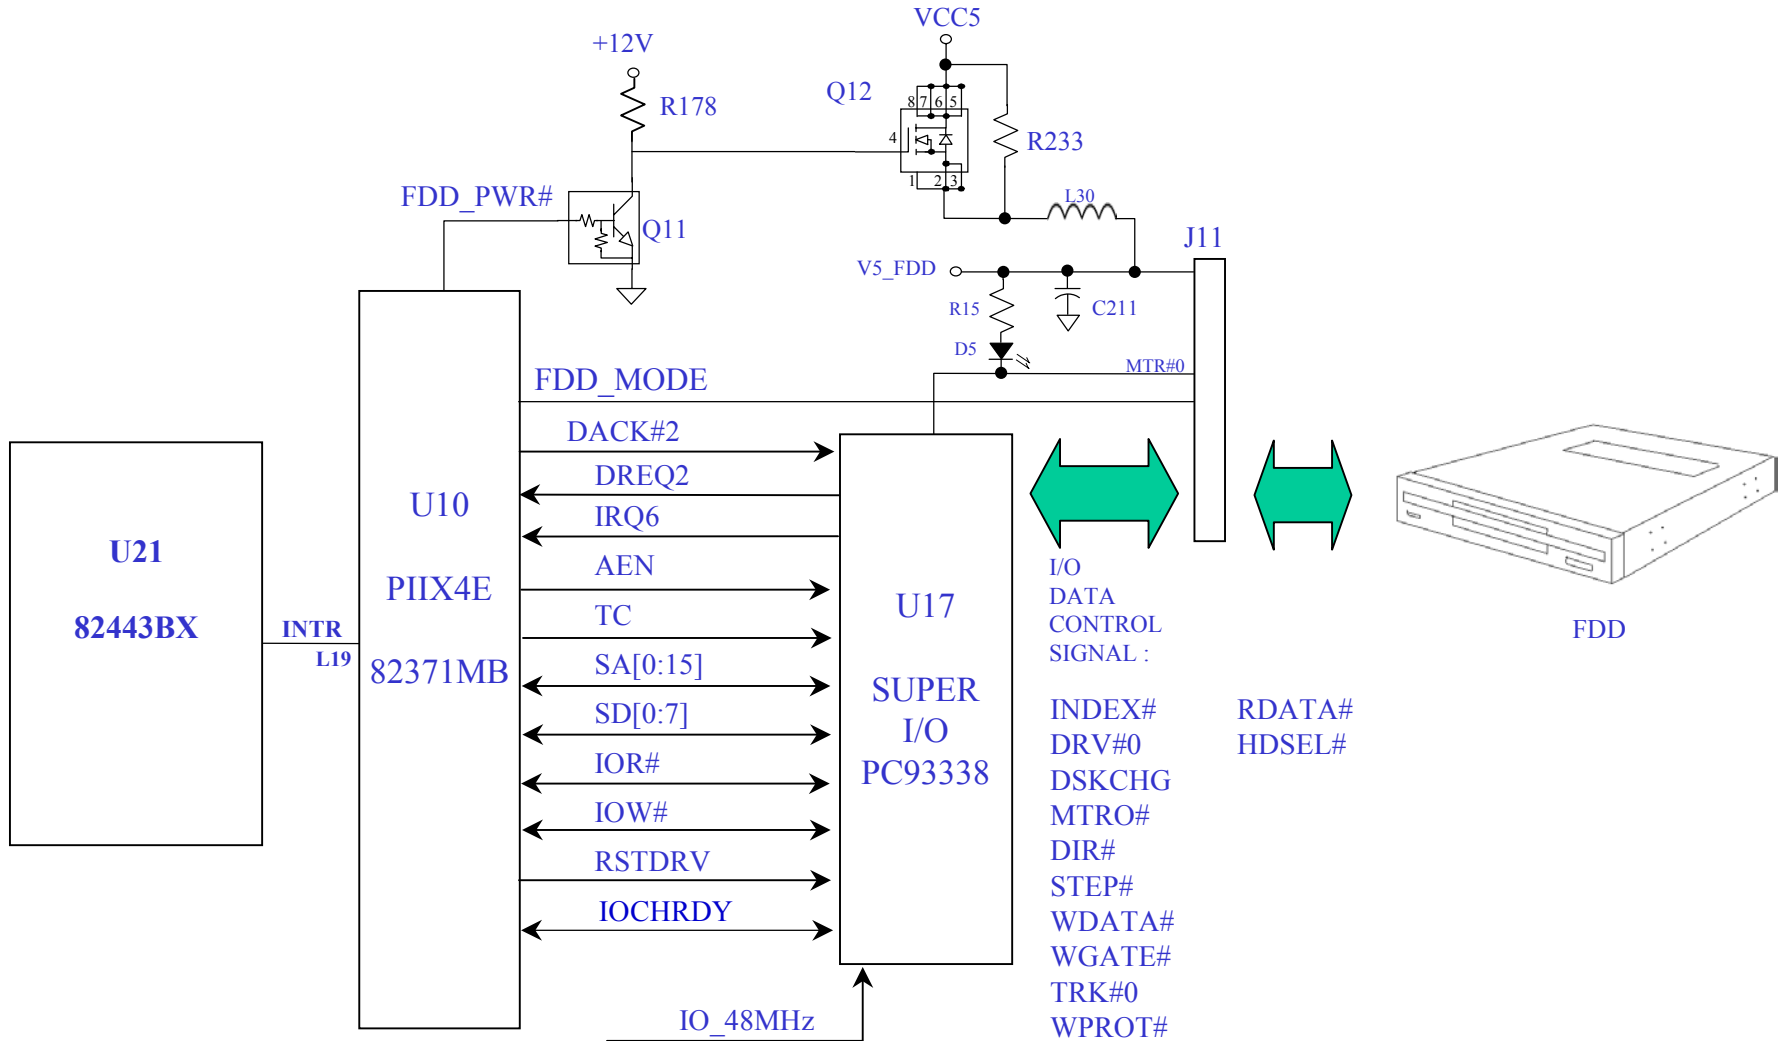 VCC5
+12V
Q12
R178
8 7 6 5
4
R233
1 2 3
FDD_PWR#
L30
Q11
J11
V5_FDD
R15
C211
D5
MTR#0
FDD_MODE
DACK#2
DREQ2
IRQ6
AEN
TC
SA[0:15]
SD[0:7]
IOR#
IOW#
RSTDRV
IOCHRDY
IO_48MHz
U21
82443BX
INTR
L19
U10
PIIX4E
82371MB
U17
SUPER
I/O
PC93338
I/O
DATA
CONTROL
SIGNAL :
INDEX#
DRV#0
DSKCHG
MTRO#
DIR#
STEP#
WDATA#
WGATE#
TRK#0
WPROT#
RDATA#
HDSEL#
FDD